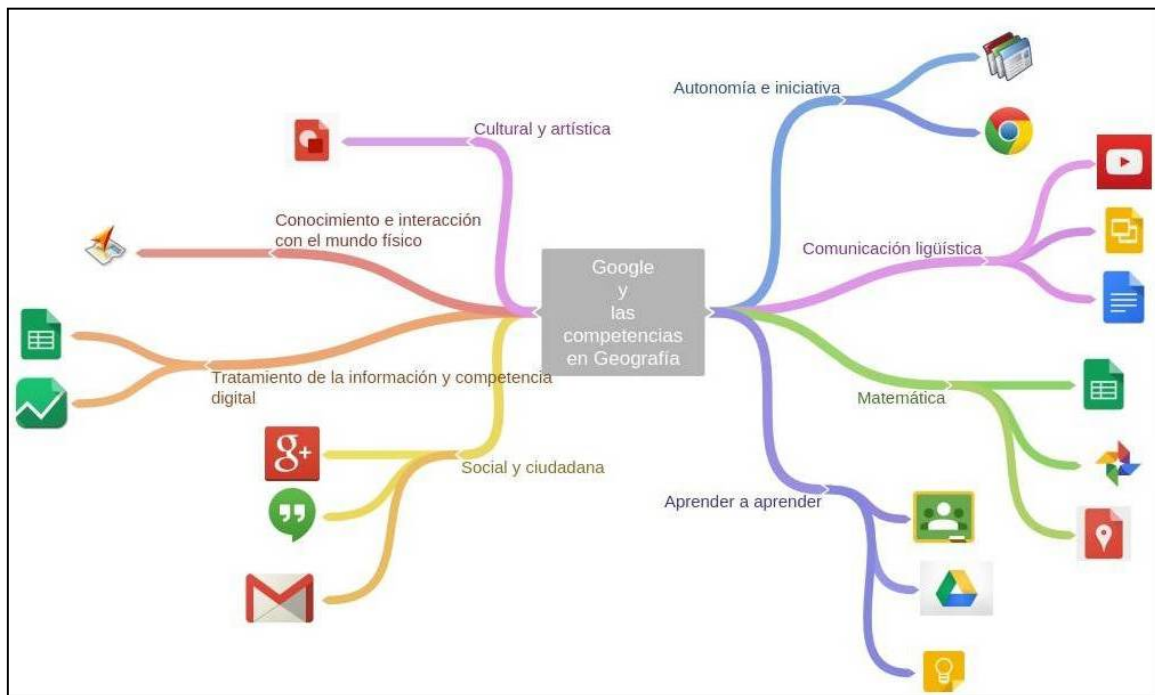 Google
y
las
competencias
en Geografía
Autonomía e iniciativa
Comunicación ligüística
Matemática
Aprender a aprender
Cultural y artística
Conocimiento e interacción
con el mundo físico
Tratamiento de la información y competencia
digital
Social y ciudadana
g+